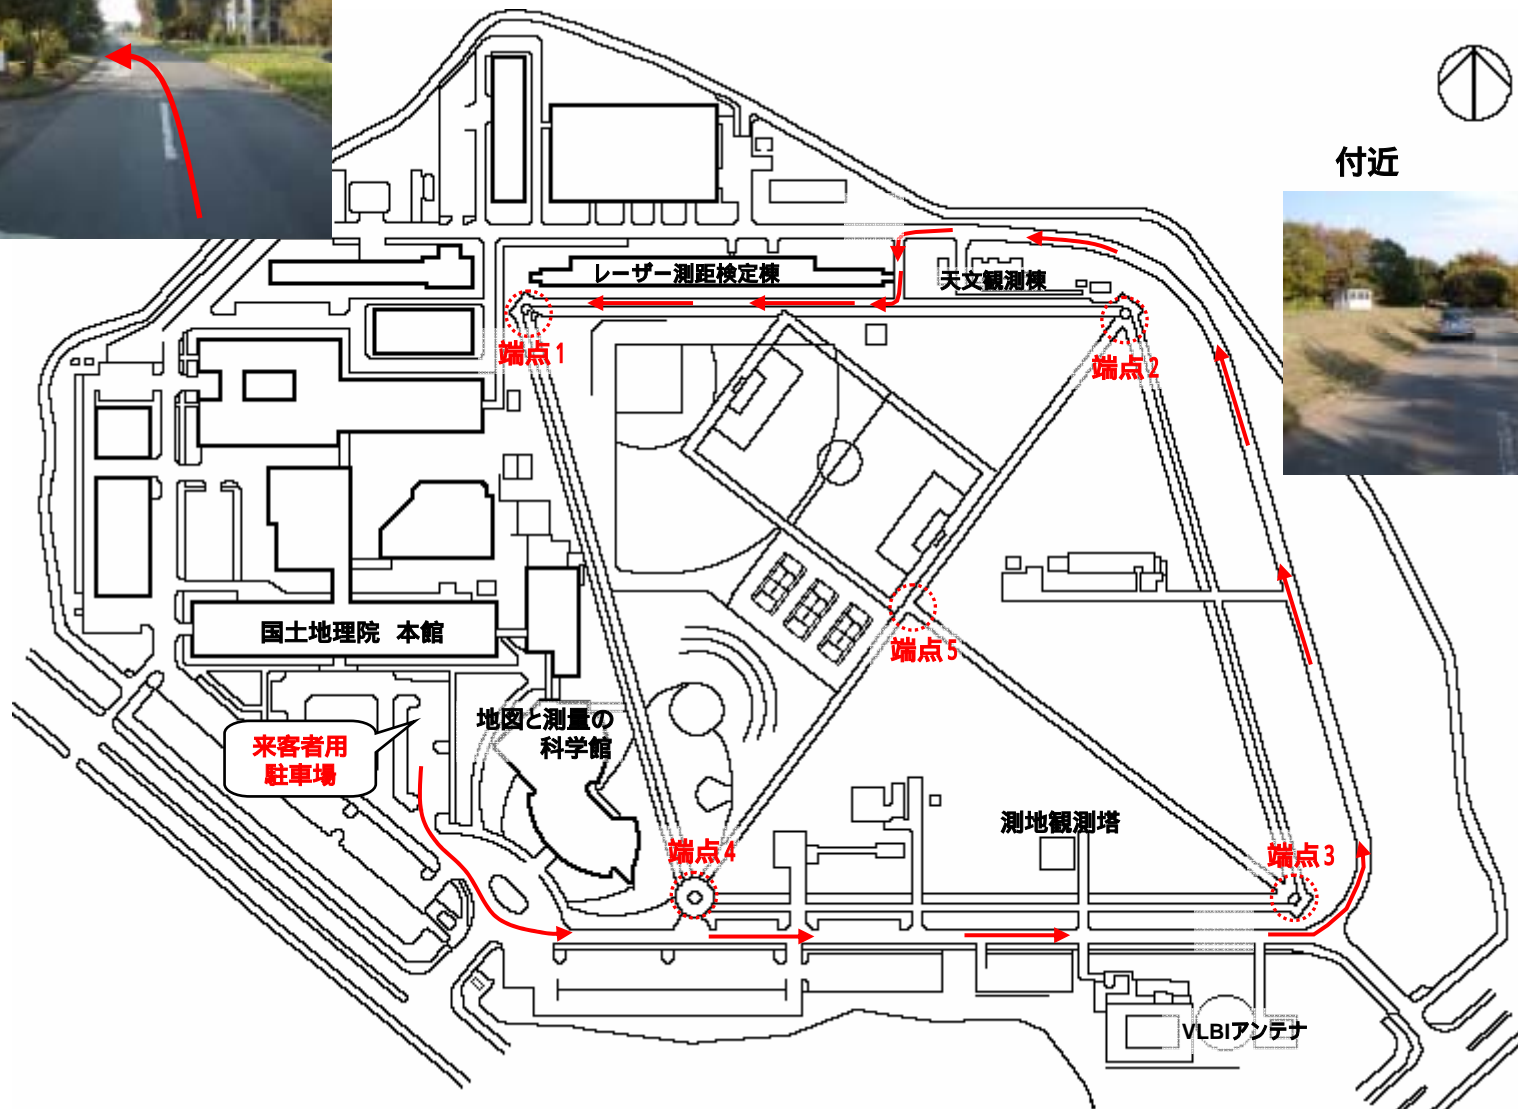 付近
レーザー測距検定棟
天文観測棟
端点1
端点2
端点5
国土地理院 本館
地図と測量の
科学館
来客者用
駐車場
測地観測塔
端点4
端点3
VLBIアンテナ